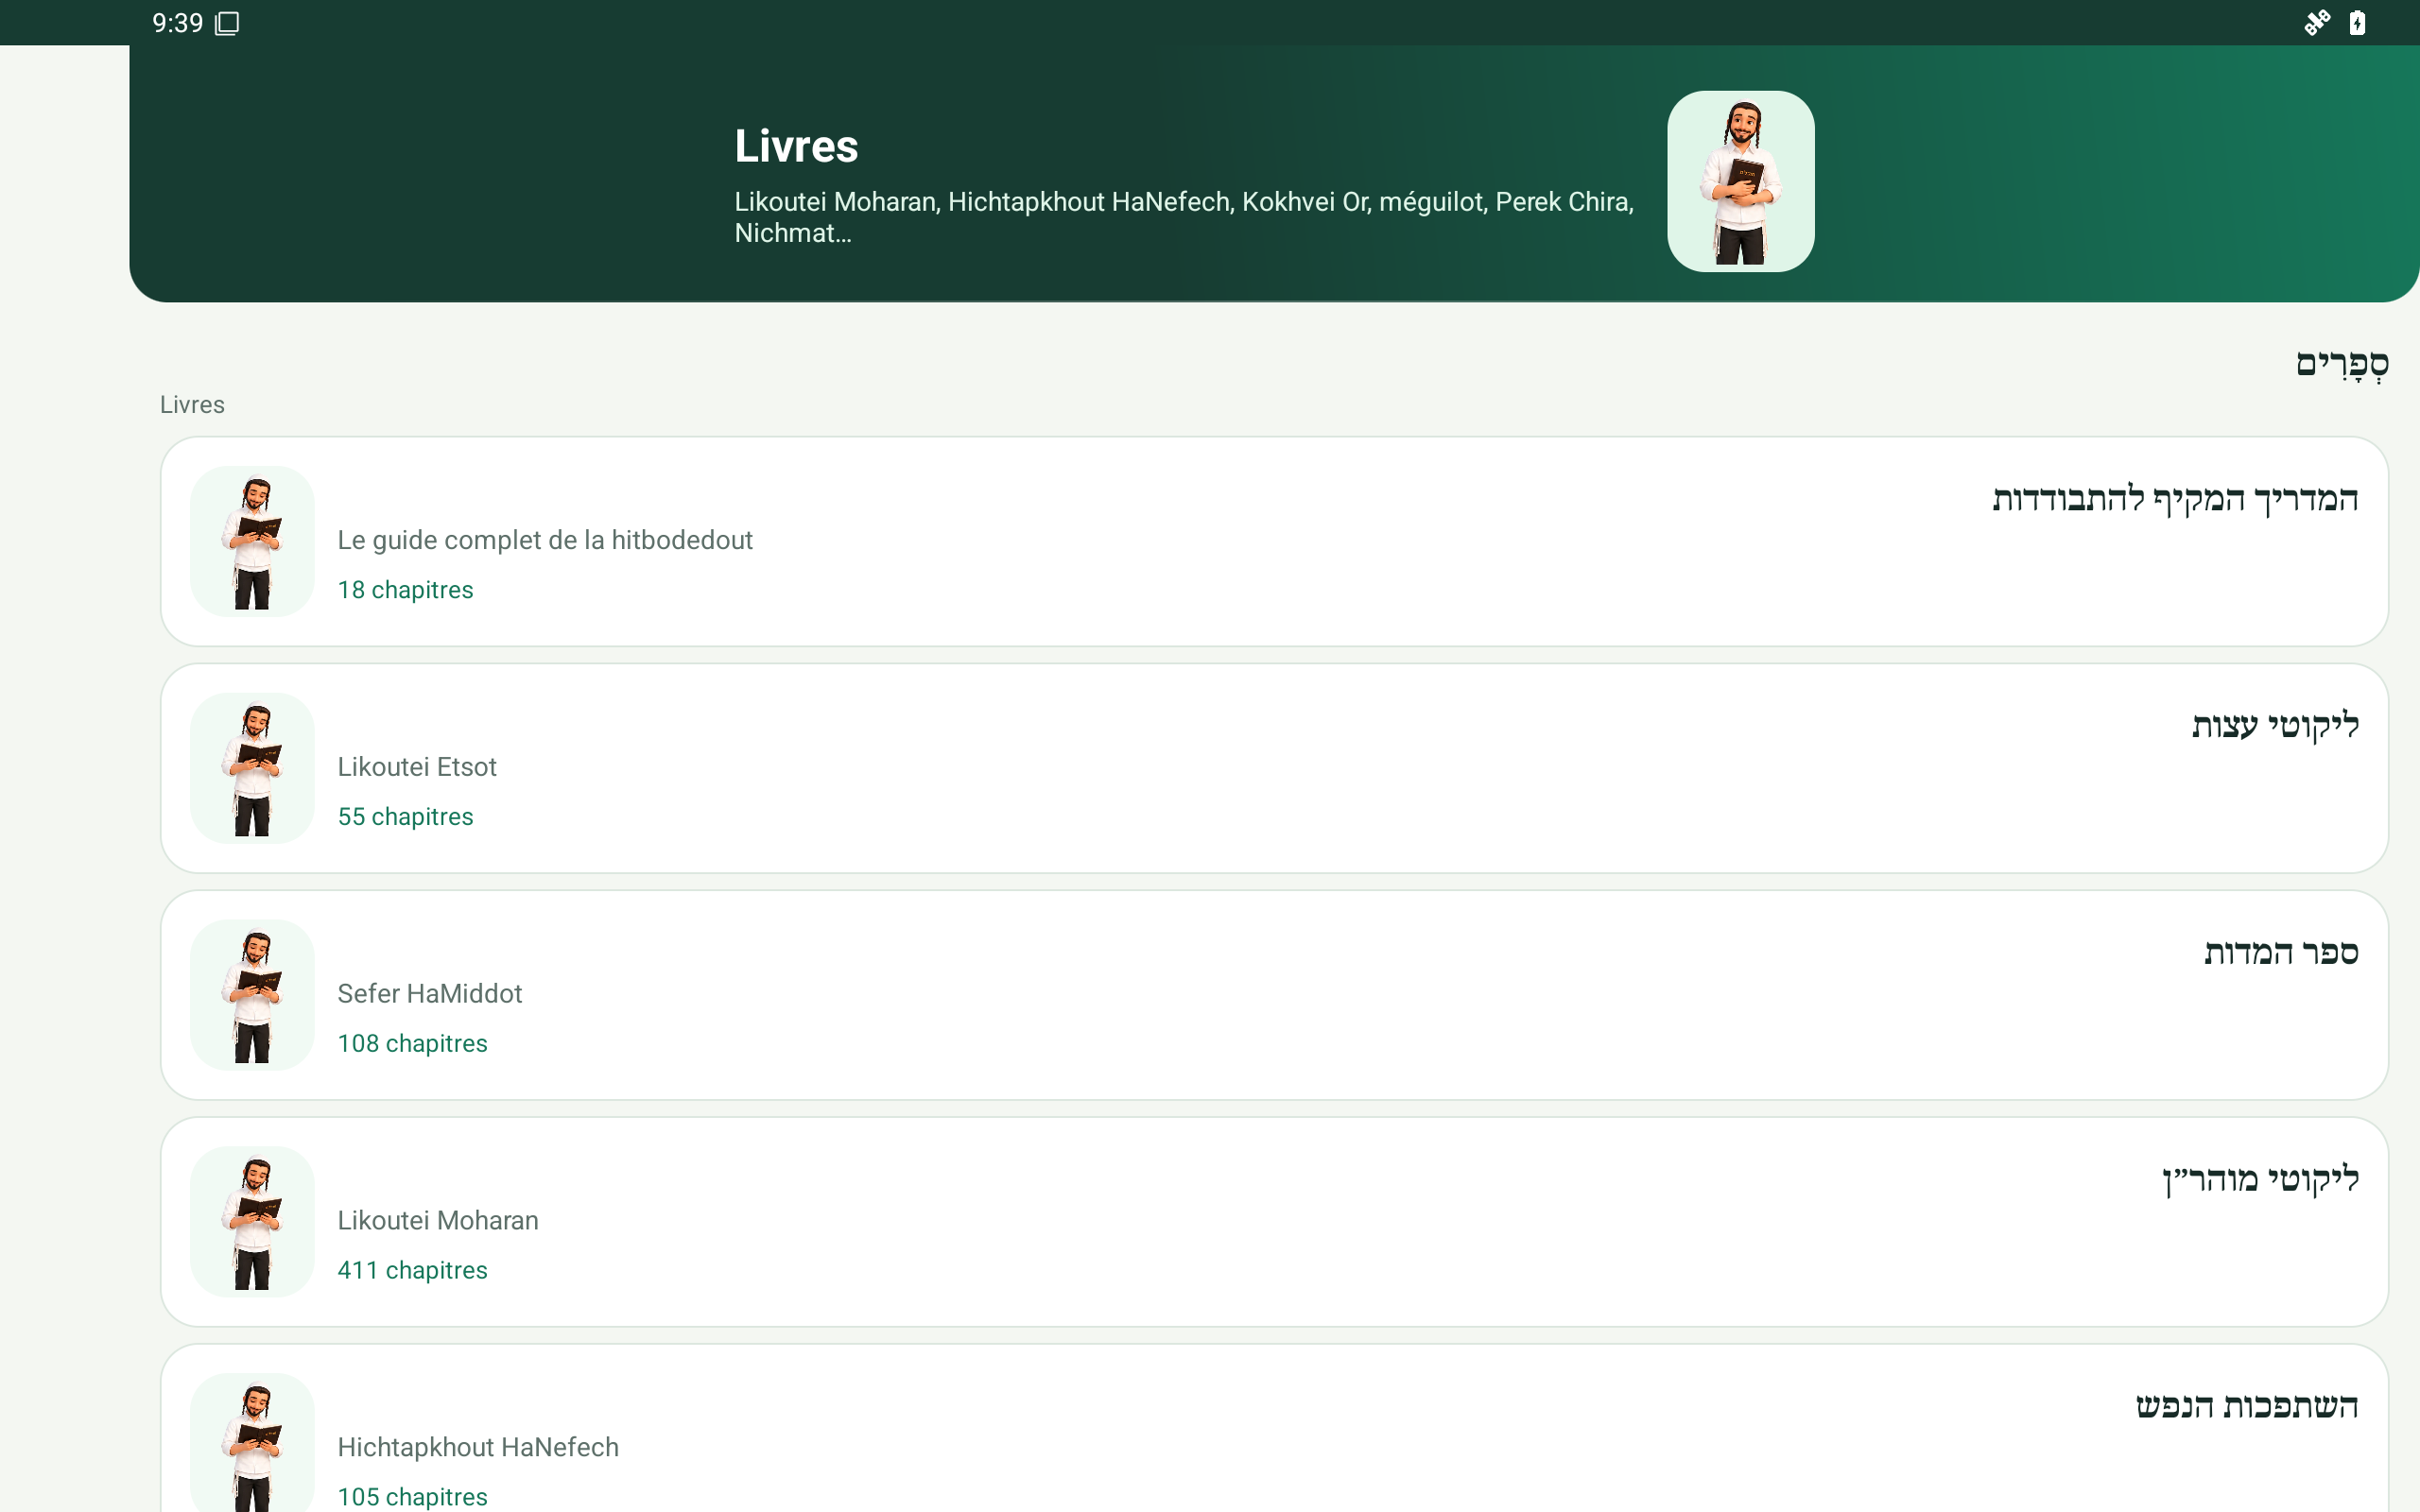 9:39
Livres
Likoutei Moharan, Hichtapkhout HaNefech, Kokhvei Or, méguilot, Perek Chira,
Nichmat…
סְפָרִים
Livres
המדריך המקיף להתבודדות
Le guide complet de la hitbodedout
18 chapitres
ליקוטי עצות
Likoutei Etsot
55 chapitres
ספר המדות
Sefer HaMiddot
108 chapitres
ליקוטי מוהר”ן
Likoutei Moharan
411 chapitres
השתפכות הנפש
Hichtapkhout HaNefech
105 chapitres